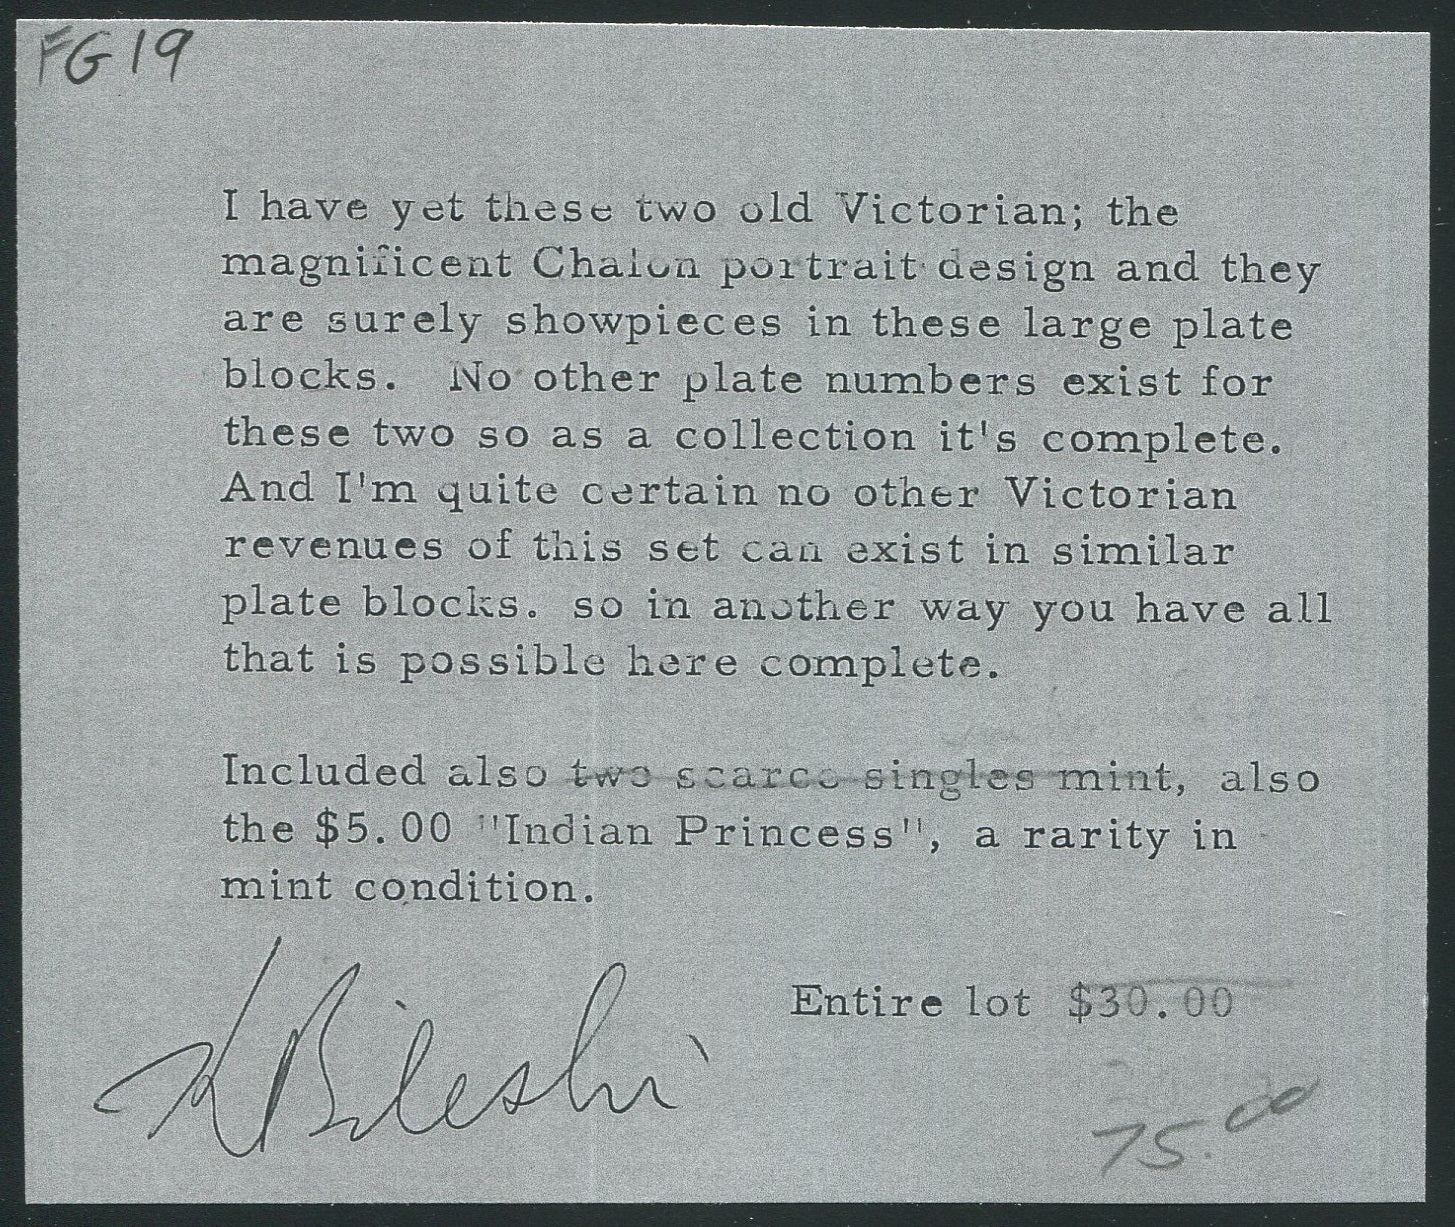 FG 19
I have yet these two old Victorian; the
magnificent Chalon portrait design and they
are surely showpieces in these large plate
blocks. No other plate numbers exist for
these two so as a collection it's complete.
And I'm quite certain no other Victorian
revenues of this set can exist in similar
plate blocks. so in another way you have all
that is possible here complete.
Included also two scarce singles mint, also
the $5.00 "Indian Princess", a rarity in
mint condition.
K Bileski
Entire lot $30.00
75.00